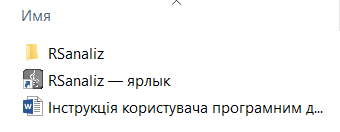 Имя
RSanaliz
RSanaliz — ярлык
Інструкція користувача програмним д...